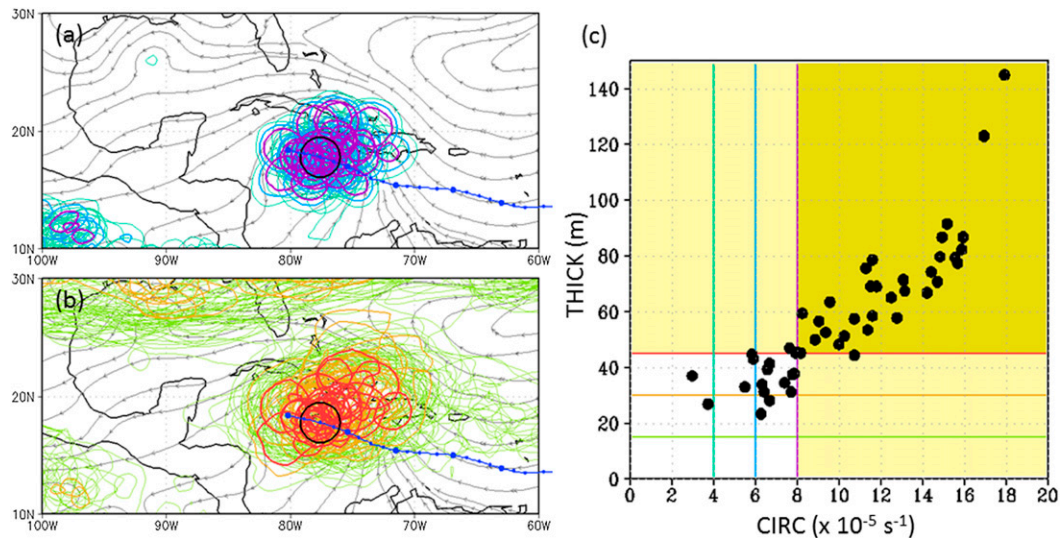 (a)
30N
20N
10N
100W 90W 80W 70W 60W
(b)
30N
20N
10N
100W 90W 80W 70W 60W
(c)
THICK (m)
140
120
100
80
60
40
20
0
0 2 4 6 8 10 12 14 16 18 20
CIRC (x 10⁻⁵ s⁻¹)